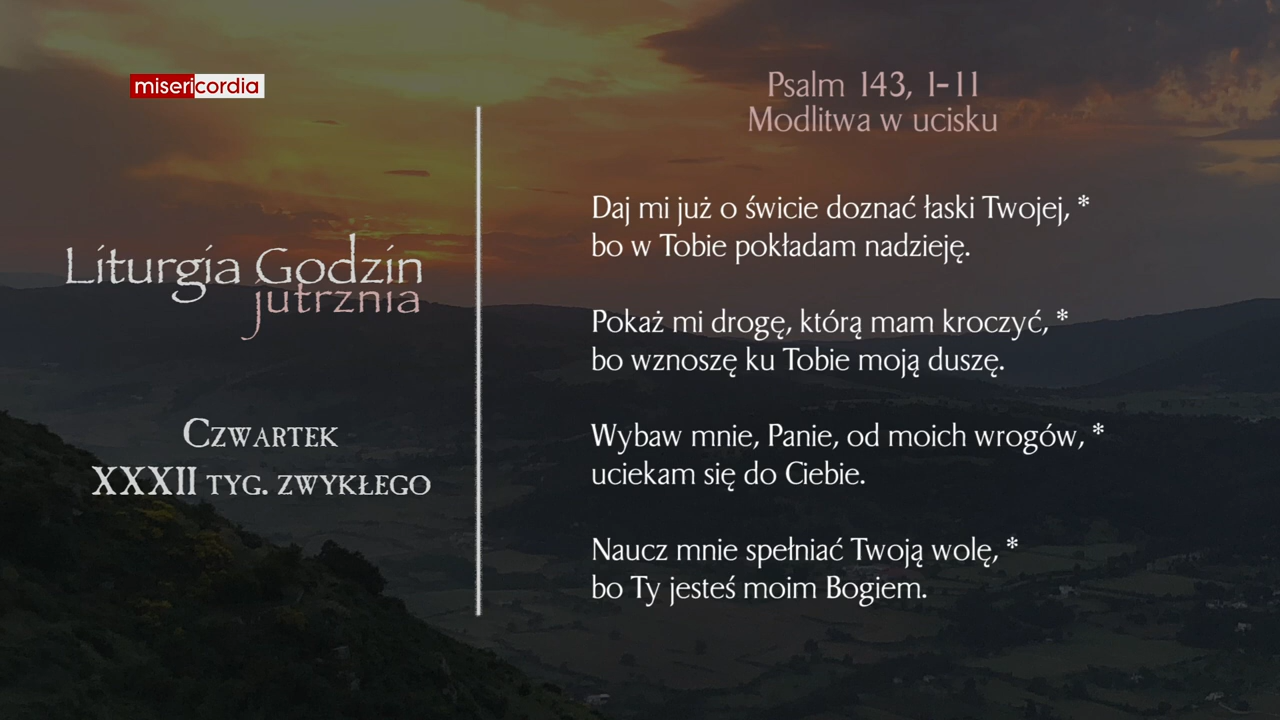 misericordia
Liturgia Godzin
jutrznia
Czwartek
XXXII tyg. zwykłego
Psalm 143, 1-11
Modlitwa w ucisku
Daj mi już o świcie doznać łaski Twojej, *
bo w Tobie pokładam nadzieję.
Pokaż mi drogę, którą mam kroczyć, *
bo wznoszę ku Tobie moją duszę.
Wybaw mnie, Panie, od moich wrogów, *
uciekam się do Ciebie.
Naucz mnie spełniać Twoją wolę, *
bo Ty jesteś moim Bogiem.